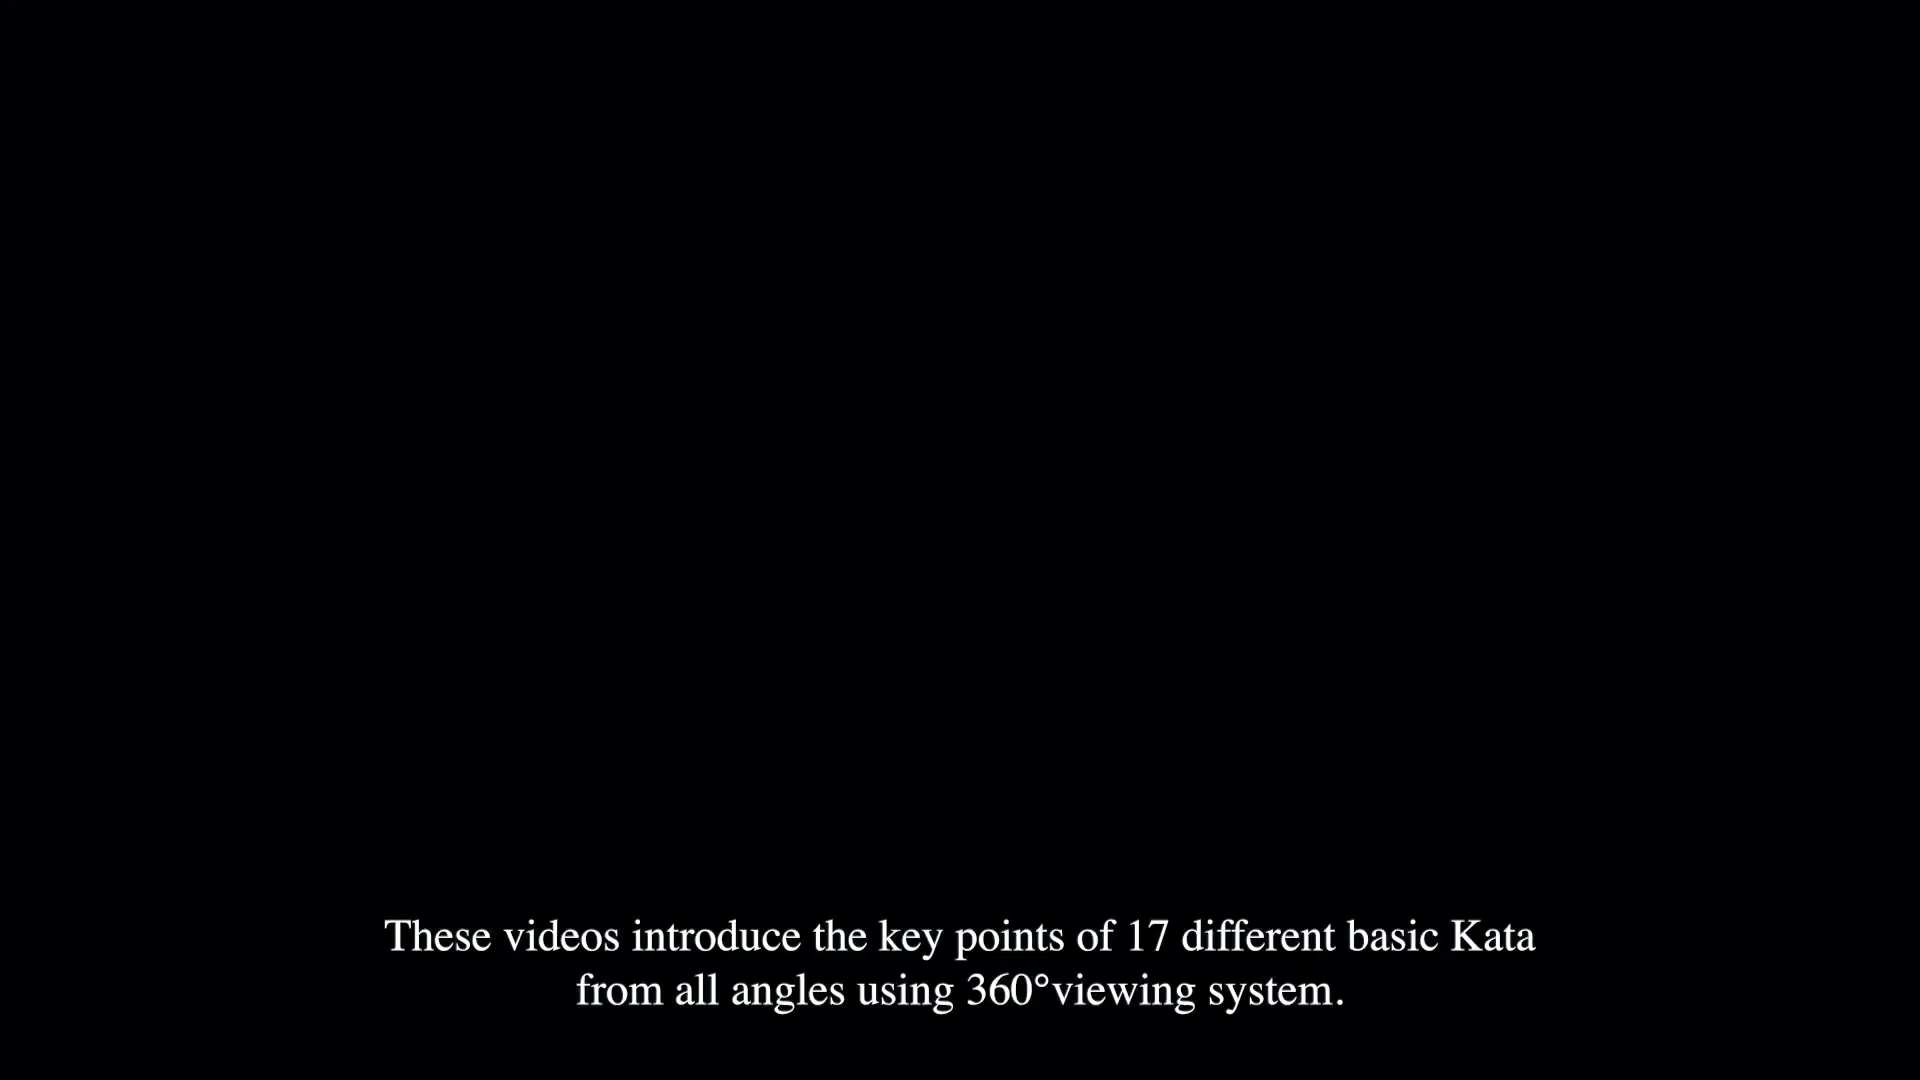 These videos introduce the key points of 17 different basic Kata
from all angles using 360°viewing system.